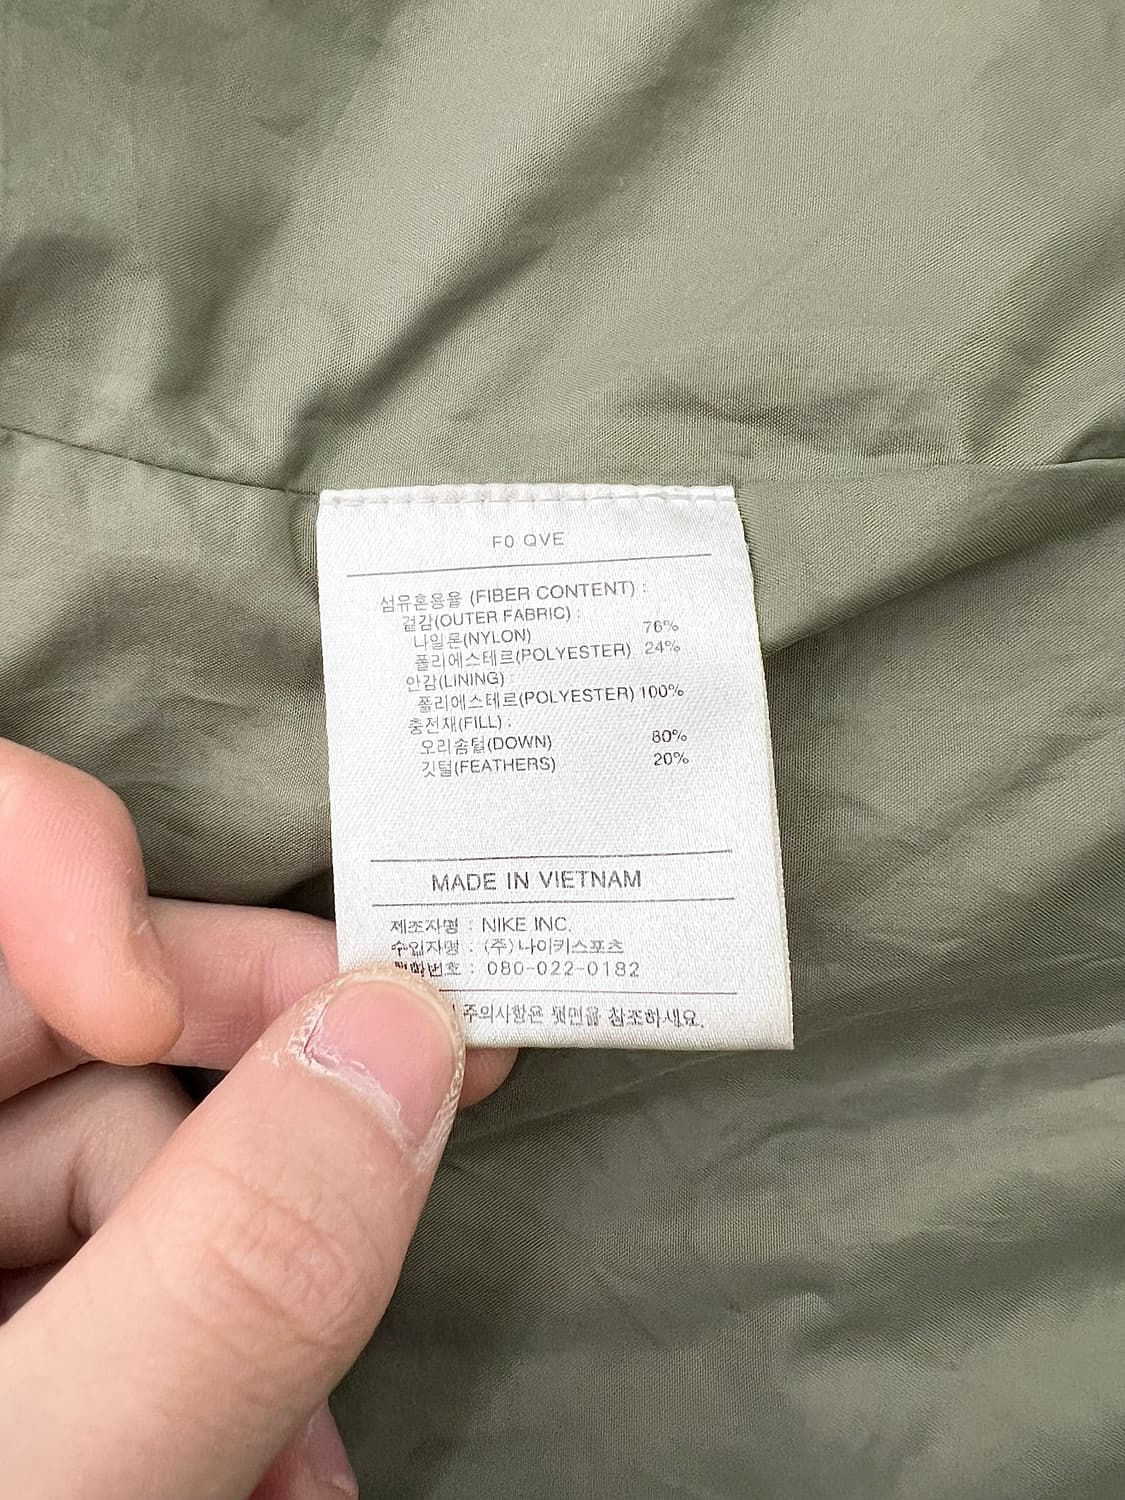 F0 QVE
섬유혼용율 (FIBER CONTENT) :
겉감(OUTER FABRIC) :
나일론(NYLON) 76%
폴리에스테르(POLYESTER) 24%
안감(LINING) :
폴리에스테르(POLYESTER) 100%
충전재(FILL) :
오리솜털(DOWN) 80%
깃털(FEATHERS) 20%
MADE IN VIETNAM
제조자명 : NIKE INC.
수입자명 : (주)나이키스포츠
전화번호 : 080-022-0182
주의사항은 뒷면을 참조하세요.